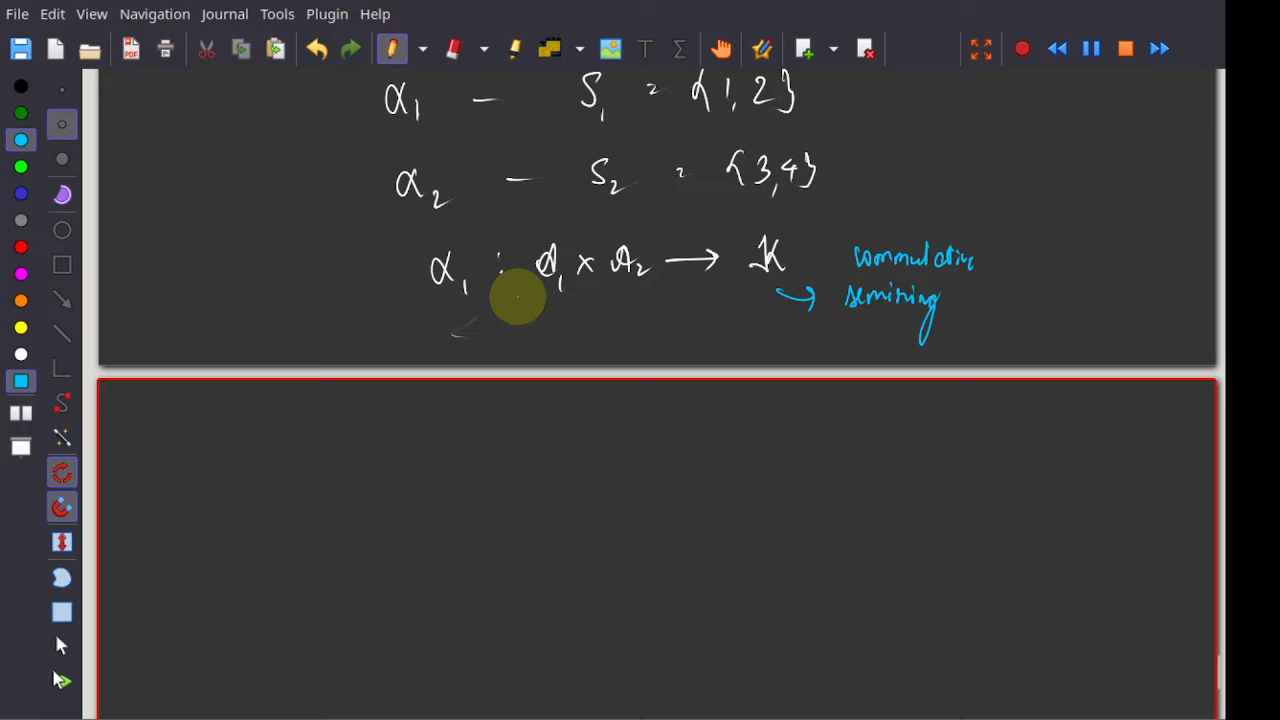 File Edit View Navigation Journal Tools Plugin Help
α₁ – S₁ = {1, 2}
α₂ – S₂ = {3, 4}
α₁ : A₁ × A₂ → K commutative
→ semiring